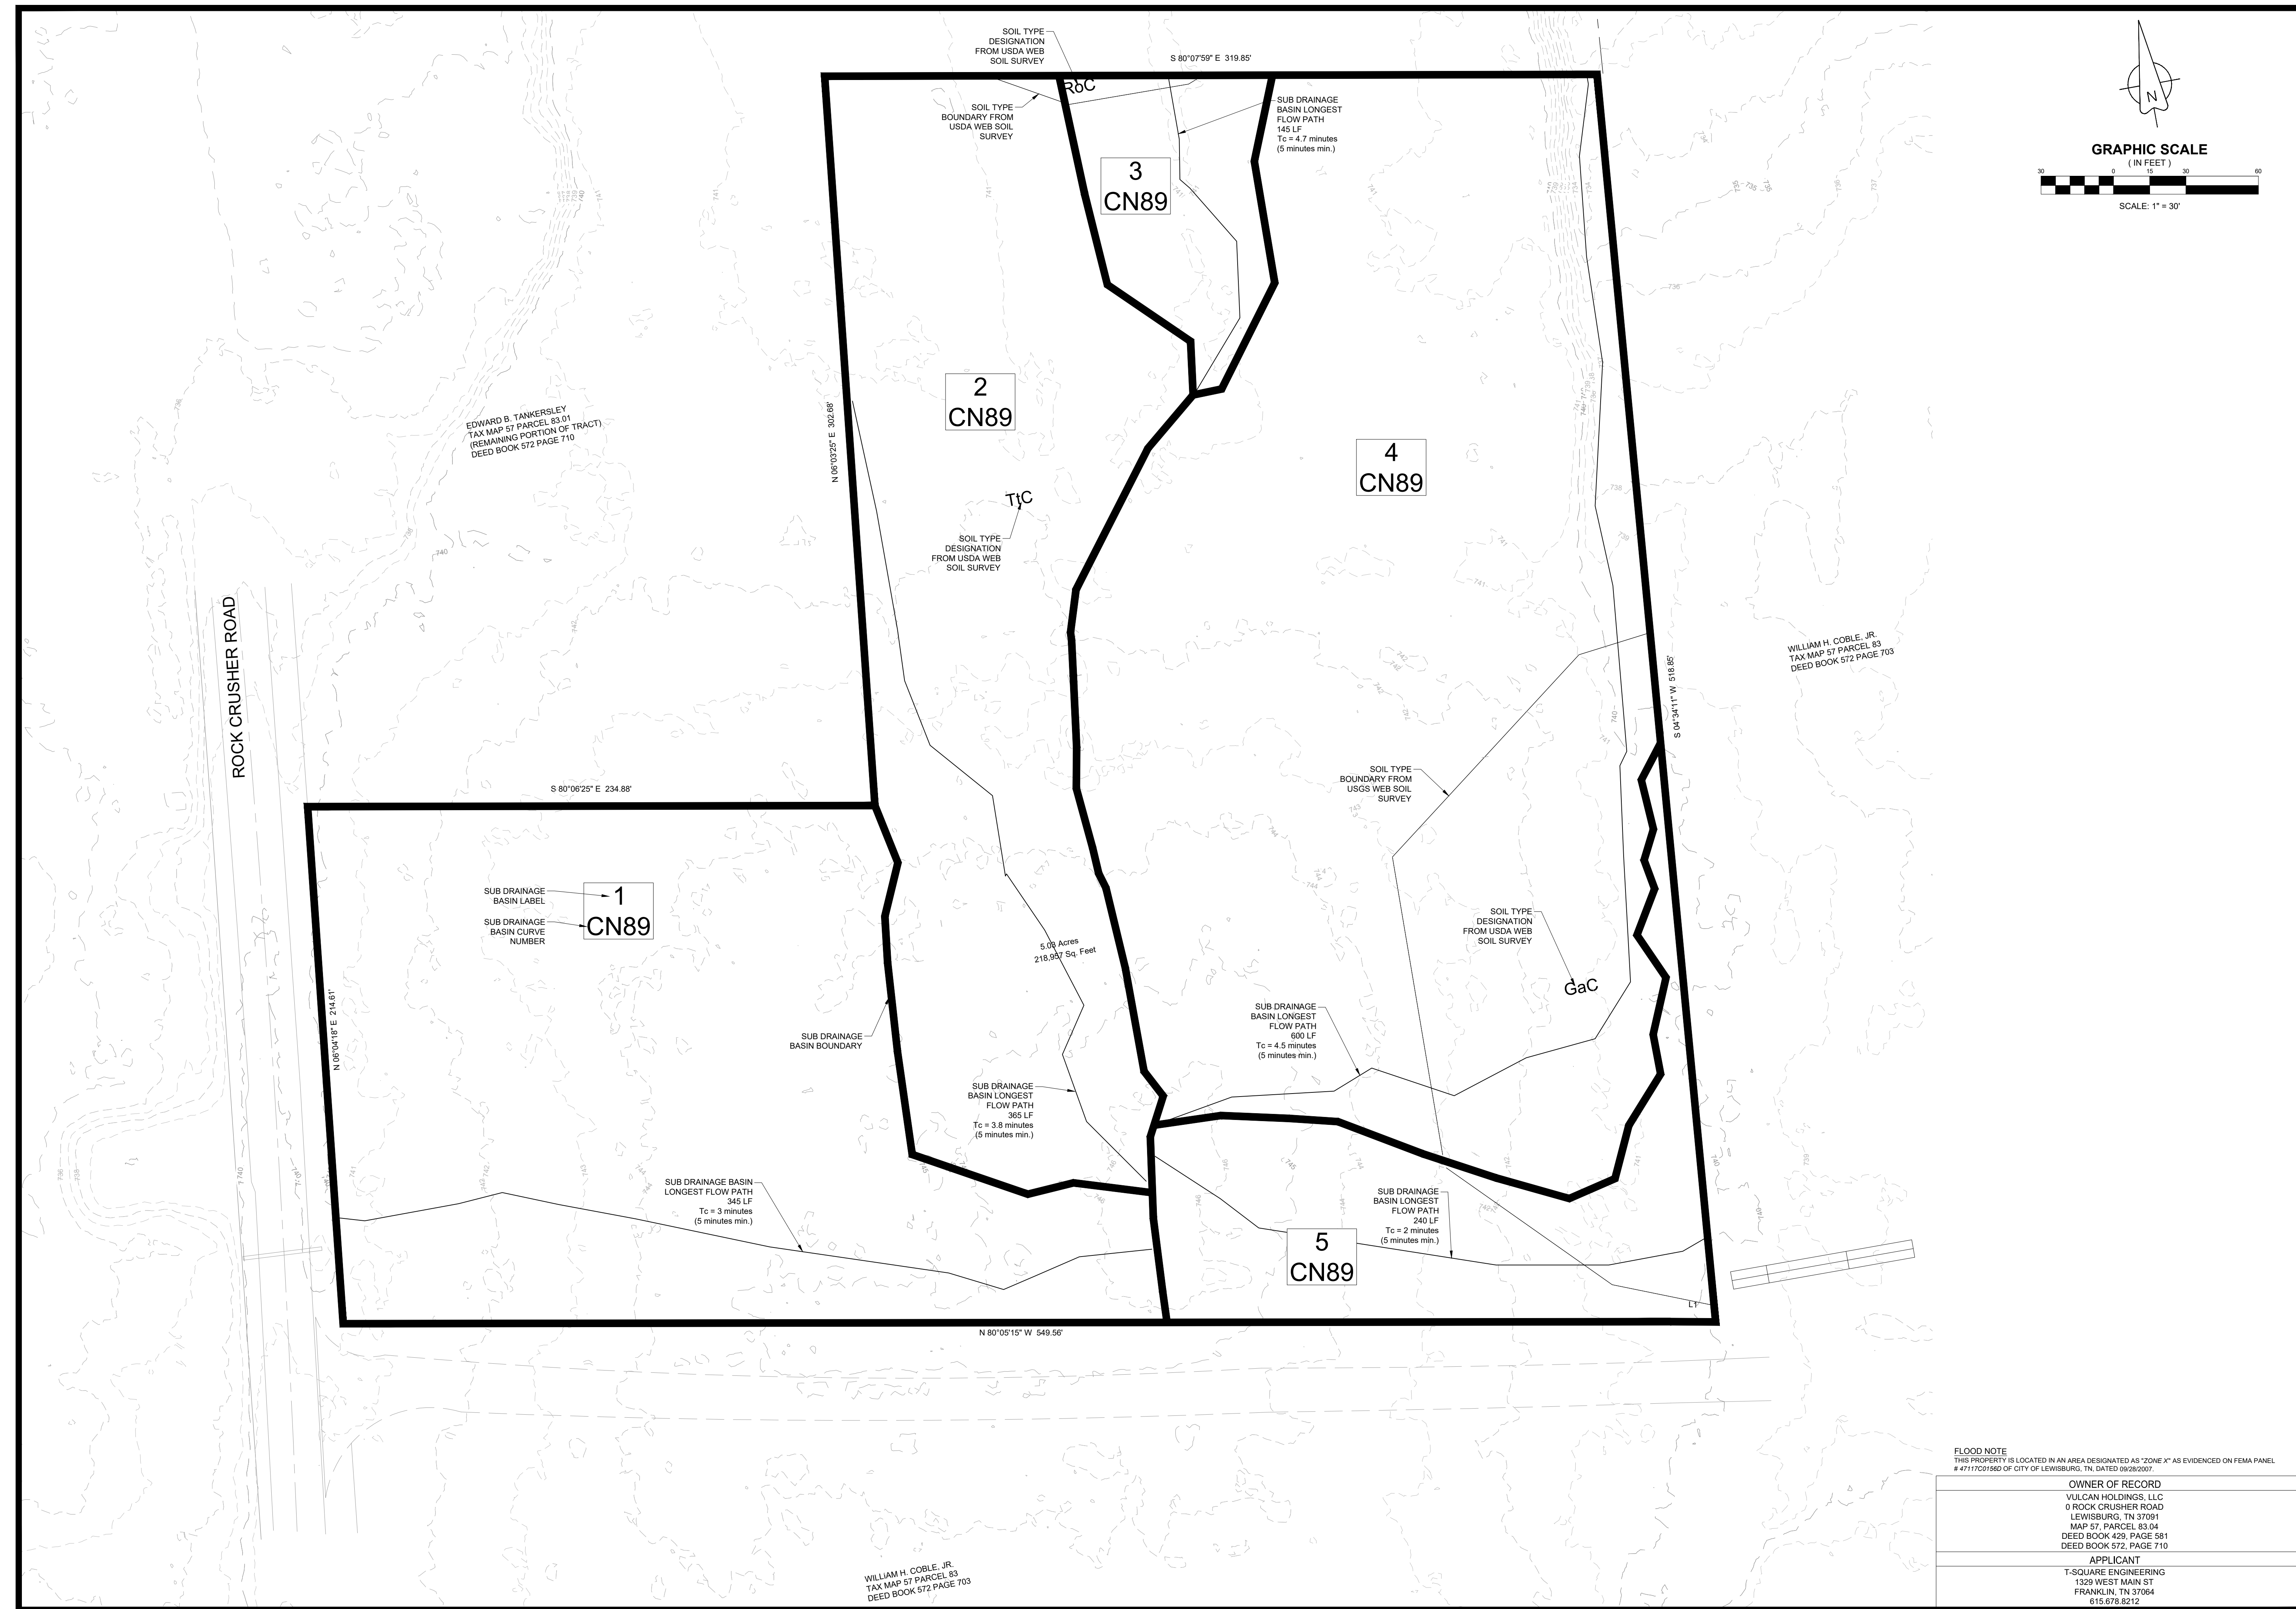 SOIL TYPE
DESIGNATION
FROM USDA WEB
SOIL SURVEY
S 80°07'59" E  319.85'
RoC
SOIL TYPE
BOUNDARY FROM
USDA WEB SOIL
SURVEY
SUB DRAINAGE
BASIN LONGEST
FLOW PATH
145 LF
Tc = 4.7 minutes
(5 minutes min.)
3
CN89
N
GRAPHIC SCALE
( IN FEET )
30 0 15 30 60
SCALE: 1" = 30'
2
CN89
4
CN89
EDWARD B. TANKERSLEY
TAX MAP 57 PARCEL 83.01
(REMAINING PORTION OF TRACT)
DEED BOOK 572 PAGE 710
N 06°03'25" E  302.68'
TtC
SOIL TYPE
DESIGNATION
FROM USDA WEB
SOIL SURVEY
ROCK CRUSHER ROAD
WILLIAM H. COBLE, JR.
TAX MAP 57 PARCEL 83
DEED BOOK 572 PAGE 703
S 04°34'11" W  518.85'
S 80°06'25" E  234.88'
SOIL TYPE
BOUNDARY FROM
USGS WEB SOIL
SURVEY
SUB DRAINAGE
BASIN LABEL
SUB DRAINAGE
BASIN CURVE
NUMBER
1
CN89
5.03 Acres
218,957 Sq. Feet
SOIL TYPE
DESIGNATION
FROM USDA WEB
SOIL SURVEY
GaC
N 06°04'18" E  214.61'
SUB DRAINAGE
BASIN BOUNDARY
SUB DRAINAGE
BASIN LONGEST
FLOW PATH
600 LF
Tc = 4.5 minutes
(5 minutes min.)
SUB DRAINAGE
BASIN LONGEST
FLOW PATH
365 LF
Tc = 3.8 minutes
(5 minutes min.)
SUB DRAINAGE BASIN
LONGEST FLOW PATH
345 LF
Tc = 3 minutes
(5 minutes min.)
SUB DRAINAGE
BASIN LONGEST
FLOW PATH
240 LF
Tc = 2 minutes
(5 minutes min.)
5
CN89
L1
N 80°05'15" W  549.56'
WILLIAM H. COBLE, JR.
TAX MAP 57 PARCEL 83
DEED BOOK 572 PAGE 703
FLOOD NOTE
THIS PROPERTY IS LOCATED IN AN AREA DESIGNATED AS "ZONE X" AS EVIDENCED ON FEMA PANEL
# 47117C0156D OF CITY OF LEWISBURG, TN, DATED 09/28/2007.
OWNER OF RECORD
VULCAN HOLDINGS, LLC
0 ROCK CRUSHER ROAD
LEWISBURG, TN 37091
MAP 57, PARCEL 83.04
DEED BOOK 429, PAGE 581
DEED BOOK 572, PAGE 710
APPLICANT
T-SQUARE ENGINEERING
1329 WEST MAIN ST
FRANKLIN, TN 37064
615.678.8212